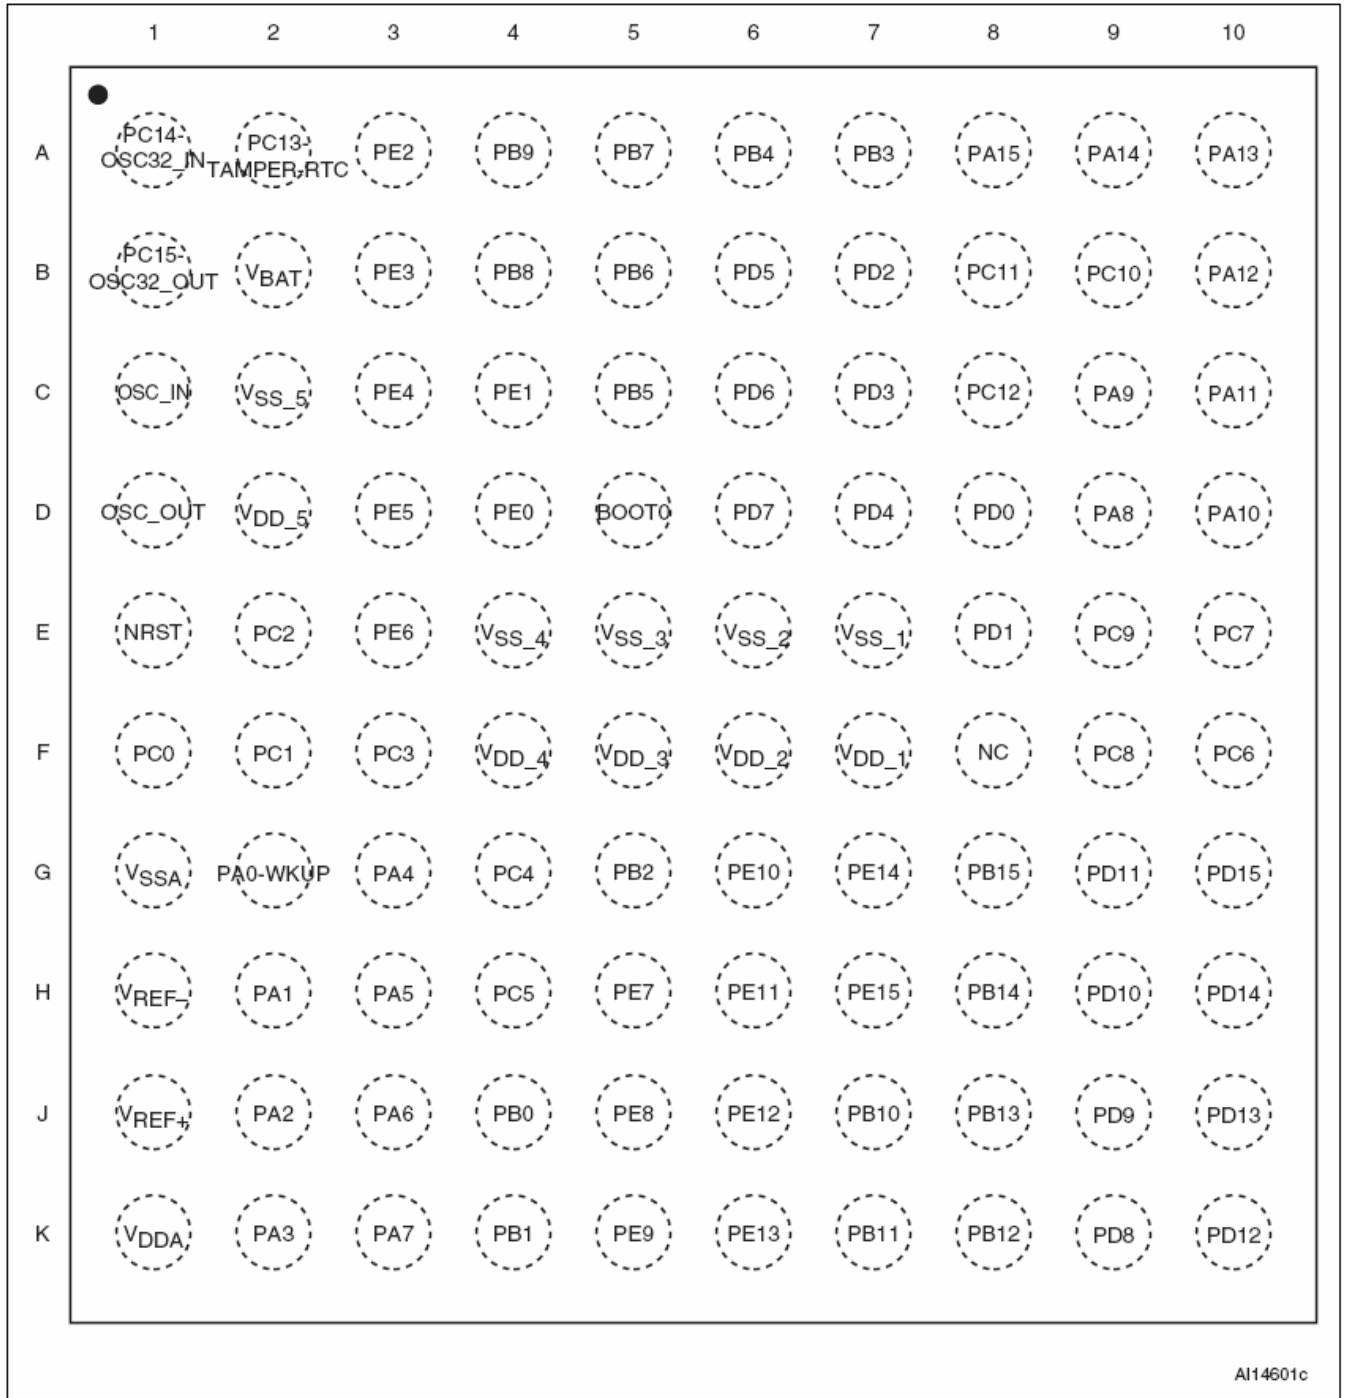 1 2 3 4 5 6 7 8 9 10
A PC14-OSC32_IN PC13-TAMPER-RTC PE2 PB9 PB7 PB4 PB3 PA15 PA14 PA13
B PC15-OSC32_OUT VBAT PE3 PB8 PB6 PD5 PD2 PC11 PC10 PA12
C OSC_IN VSS_5 PE4 PE1 PB5 PD6 PD3 PC12 PA9 PA11
D OSC_OUT VDD_5 PE5 PE0 BOOT0 PD7 PD4 PD0 PA8 PA10
E NRST PC2 PE6 VSS_4 VSS_3 VSS_2 VSS_1 PD1 PC9 PC7
F PC0 PC1 PC3 VDD_4 VDD_3 VDD_2 VDD_1 NC PC8 PC6
G VSSA PA0-WKUP PA4 PC4 PB2 PE10 PE14 PB15 PD11 PD15
H VREF– PA1 PA5 PC5 PE7 PE11 PE15 PB14 PD10 PD14
J VREF+ PA2 PA6 PB0 PE8 PE12 PB10 PB13 PD9 PD13
K VDDA PA3 PA7 PB1 PE9 PE13 PB11 PB12 PD8 PD12
AI14601c